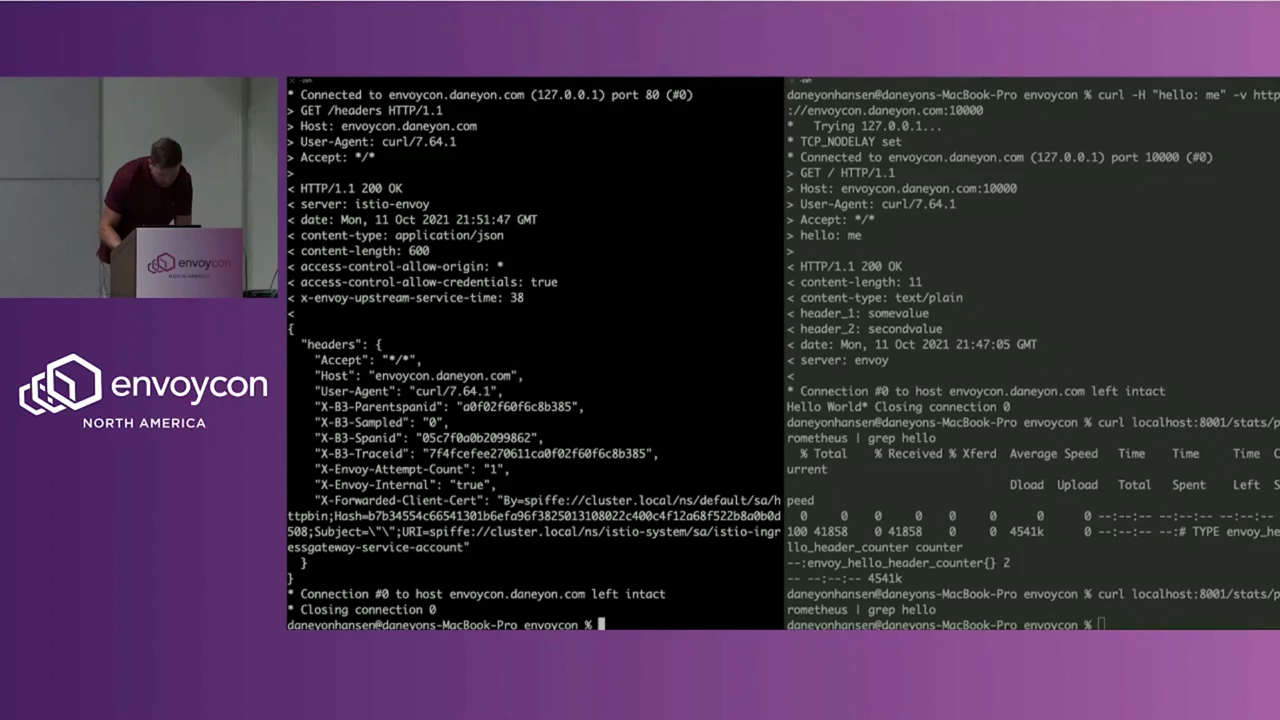 -zsh
* Connected to envoycon.daneyon.com (127.0.0.1) port 80 (#0)
> GET /headers HTTP/1.1
> Host: envoycon.daneyon.com
> User-Agent: curl/7.64.1
> Accept: */*
>
< HTTP/1.1 200 OK
< server: istio-envoy
< date: Mon, 11 Oct 2021 21:51:47 GMT
< content-type: application/json
< content-length: 600
< access-control-allow-origin: *
< access-control-allow-credentials: true
< x-envoy-upstream-service-time: 38
<
{
"headers": {
"Accept": "*/*",
"Host": "envoycon.daneyon.com",
"User-Agent": "curl/7.64.1",
"X-B3-Parentspanid": "a0f02f60f6c8b385",
"X-B3-Sampled": "0",
"X-B3-Spanid": "05c7f0a0b2099862",
"X-B3-Traceid": "7f4fcefee270611ca0f02f60f6c8b385",
"X-Envoy-Attempt-Count": "1",
"X-Envoy-Internal": "true",
"X-Forwarded-Client-Cert": "By=spiffe://cluster.local/ns/default/sa/h
ttpbin;Hash=b7b34554c66541301b6efa96f3825013108022c400c4f12a68f522b8a0b0d
508;Subject=\"\";URI=spiffe://cluster.local/ns/istio-system/sa/istio-ingr
essgateway-service-account"
}
}
* Connection #0 to host envoycon.daneyon.com left intact
* Closing connection 0
daneyonhansen@daneyons-MacBook-Pro envoycon %
-zsh
daneyonhansen@daneyons-MacBook-Pro envoycon % curl -H "hello: me" -v http
://envoycon.daneyon.com:10000
* Trying 127.0.0.1...
* TCP_NODELAY set
* Connected to envoycon.daneyon.com (127.0.0.1) port 10000 (#0)
> GET / HTTP/1.1
> Host: envoycon.daneyon.com:10000
> User-Agent: curl/7.64.1
> Accept: */*
> hello: me
>
< HTTP/1.1 200 OK
< content-length: 11
< content-type: text/plain
< header_1: somevalue
< header_2: secondvalue
< date: Mon, 11 Oct 2021 21:47:05 GMT
< server: envoy
<
* Connection #0 to host envoycon.daneyon.com left intact
Hello World* Closing connection 0
daneyonhansen@daneyons-MacBook-Pro envoycon % curl localhost:8001/stats/p
rometheus | grep hello
% Total % Received % Xferd Average Speed Time Time Time C
urrent
Dload Upload Total Spent Left S
peed
0 0 0 0 0 0 0 0 --:--:-- --:--:-- --:--:--
100 41858 0 41858 0 0 4541k 0 --:--:-- --:--:-- --:# TYPE envoy_he
llo_header_counter counter
--:envoy_hello_header_counter{} 2
-- --:--:-- 4541k
daneyonhansen@daneyons-MacBook-Pro envoycon % curl localhost:8001/stats/p
rometheus | grep hello
daneyonhansen@daneyons-MacBook-Pro envoycon %
envoycon
NORTH AMERICA
envoycon
NORTH AMERICA